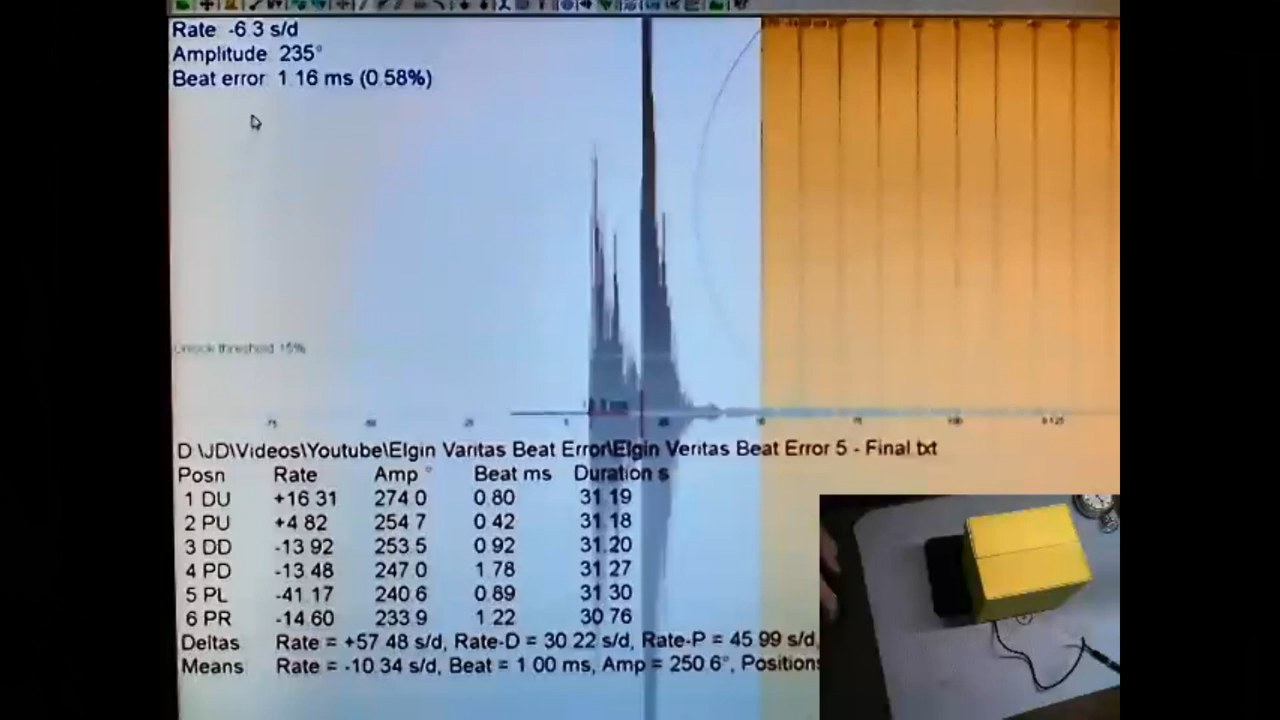 Rate -6 3 s/d
Amplitude 235°
Beat error 1 16 ms (0 58%)
Unlock threshold 15%
D \JD\Videos\Youtube\Elgin Varitas Beat Error\Elgin Veritas Beat Error 5 - Final txt
Posn Rate Amp ° Beat ms Duration s
1 DU +16 31 274 0 0 80 31 19
2 PU +4 82 254 7 0 42 31 18
3 DD -13 92 253 5 0 92 31.20
4 PD -13 48 247 0 1 78 31 27
5 PL -41 17 240 6 0 89 31 30
6 PR -14 60 233 9 1 22 30 76
Deltas Rate = +57 48 s/d, Rate-D = 30 22 s/d, Rate-P = 45 99 s/d,
Means Rate = -10 34 s/d, Beat = 1 00 ms, Amp = 250 6°, Positions